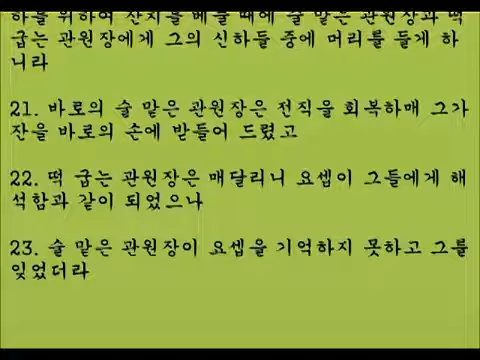 하를 위하여 잔치를 베풀 때에 술 맡은 관원장과 떡
굽는 관원장에게 그의 신하들 중에 머리를 들게 하
니라
21. 바로의 술 맡은 관원장은 전직을 회복하매 그가
잔을 바로의 손에 받들어 드렸고
22. 떡 굽는 관원장은 매달리니 요셉이 그들에게 해
석함과 같이 되었으나
23. 술 맡은 관원장이 요셉을 기억하지 못하고 그를
잊었더라